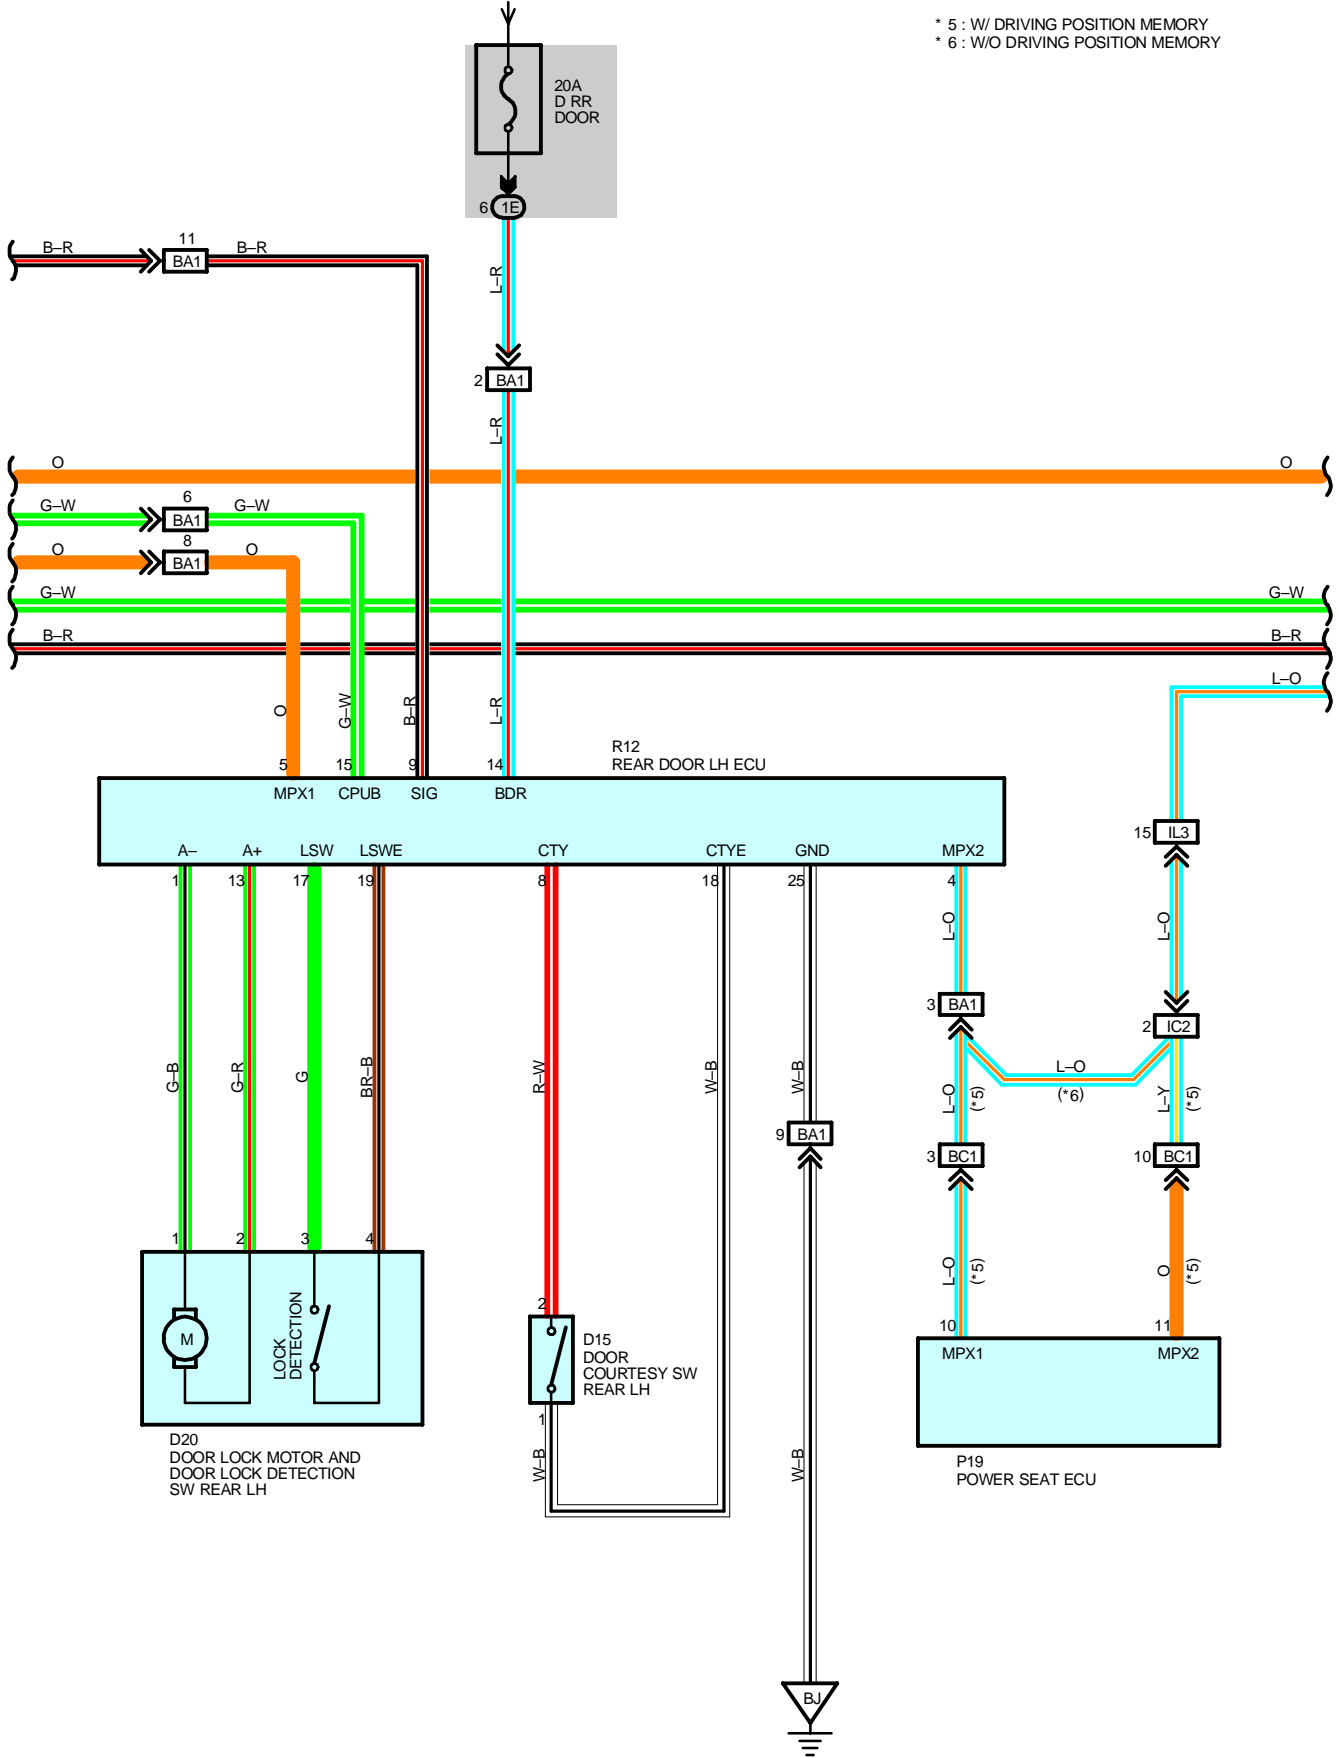 * 5 : W/ DRIVING POSITION MEMORY
* 6 : W/O DRIVING POSITION MEMORY
20A
D RR
DOOR
6 1E
B–R
11
BA1
B–R
L–R
2 BA1
L–R
O
O
G–W
6
BA1
G–W
O
8
BA1
O
G–W
G–W
B–R
B–R
L–O
O
G–W
B–R
L–R
R12
REAR DOOR LH ECU
5
15
9
14
MPX1
CPUB
SIG
BDR
15 IL3
A–
A+
LSW
LSWE
CTY
CTYE
GND
MPX2
1
13
17
19
8
18
25
4
L–O
L–O
3 BA1
2 IC2
G–B
G–R
G
BR–B
R–W
W–B
W–B
L–O
(*6)
L–O
(*5)
L–Y
(*5)
9 BA1
3 BC1
10 BC1
1
2
3
4
L–O
(*5)
O
(*5)
LOCK
DETECTION
M
2
D15
DOOR
COURTESY SW
REAR LH
1
10
11
MPX1
MPX2
D20
DOOR LOCK MOTOR AND
DOOR LOCK DETECTION
SW REAR LH
W–B
W–B
P19
POWER SEAT ECU
BJ